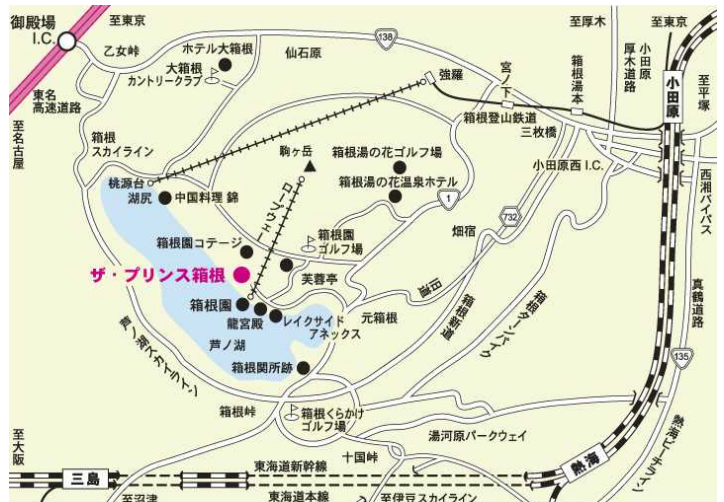 至東京
御殿場
I.C.
乙女峠
ホテル大箱根
仙石原
138
至厚木
至東京
小田原
厚木道路
大箱根
カントリークラブ
強羅
宮ノ下
箱根湯本
小田原
至平塚
東名
高速道路
箱根登山鉄道
三枚橋
至名古屋
箱根
スカイライン
駒ヶ岳
箱根湯の花ゴルフ場
小田原西I.C.
西湘バイパス
桃源台
湖尻
中国料理 錦
ロープウェイ
箱根湯の花温泉ホテル
1
732
畑宿
箱根園コテージ
箱根園
ゴルフ場
ザ・プリンス箱根
芙蓉亭
旧道
箱根新道
箱根ターンパイク
真鶴道路
箱根園
龍宮殿
レイクサイド
アネックス
元箱根
芦ノ湖
芦ノ湖スカイライン
箱根関所跡
135
箱根峠
箱根くらかけ
ゴルフ場
湯河原パークウェイ
熱海ビーチライン
至大阪
十国峠
熱海
三島
東海道新幹線
東海道本線
至沼津
至伊豆スカイライン